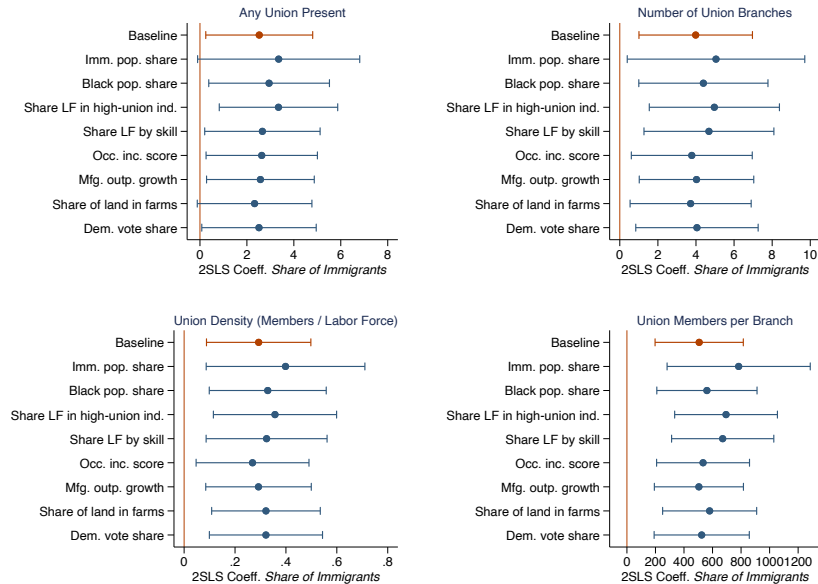 Any Union Present
Baseline
Imm. pop. share
Black pop. share
Share LF in high-union ind.
Share LF by skill
Occ. inc. score
Mfg. outp. growth
Share of land in farms
Dem. vote share
0 2 4 6 8
2SLS Coeff. Share of Immigrants
Number of Union Branches
Baseline
Imm. pop. share
Black pop. share
Share LF in high-union ind.
Share LF by skill
Occ. inc. score
Mfg. outp. growth
Share of land in farms
Dem. vote share
0 2 4 6 8 10
2SLS Coeff. Share of Immigrants
Union Density (Members / Labor Force)
Baseline
Imm. pop. share
Black pop. share
Share LF in high-union ind.
Share LF by skill
Occ. inc. score
Mfg. outp. growth
Share of land in farms
Dem. vote share
0 .2 .4 .6 .8
2SLS Coeff. Share of Immigrants
Union Members per Branch
Baseline
Imm. pop. share
Black pop. share
Share LF in high-union ind.
Share LF by skill
Occ. inc. score
Mfg. outp. growth
Share of land in farms
Dem. vote share
0 200 400 600 800 1000 1200
2SLS Coeff. Share of Immigrants